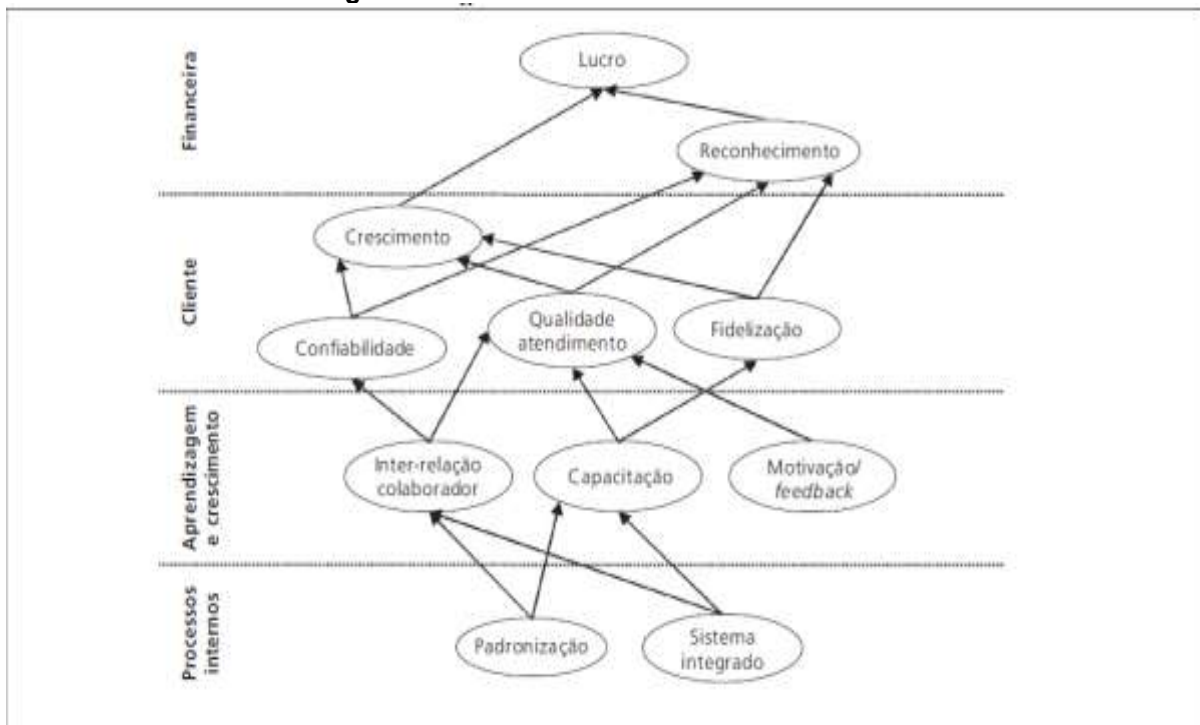 Financeira
Lucro
Reconhecimento
Cliente
Crescimento
Confiabilidade
Qualidade
atendimento
Fidelização
Aprendizagem
e crescimento
Inter-relação
colaborador
Capacitação
Motivação/
feedback
Processos
internos
Padronização
Sistema
integrado